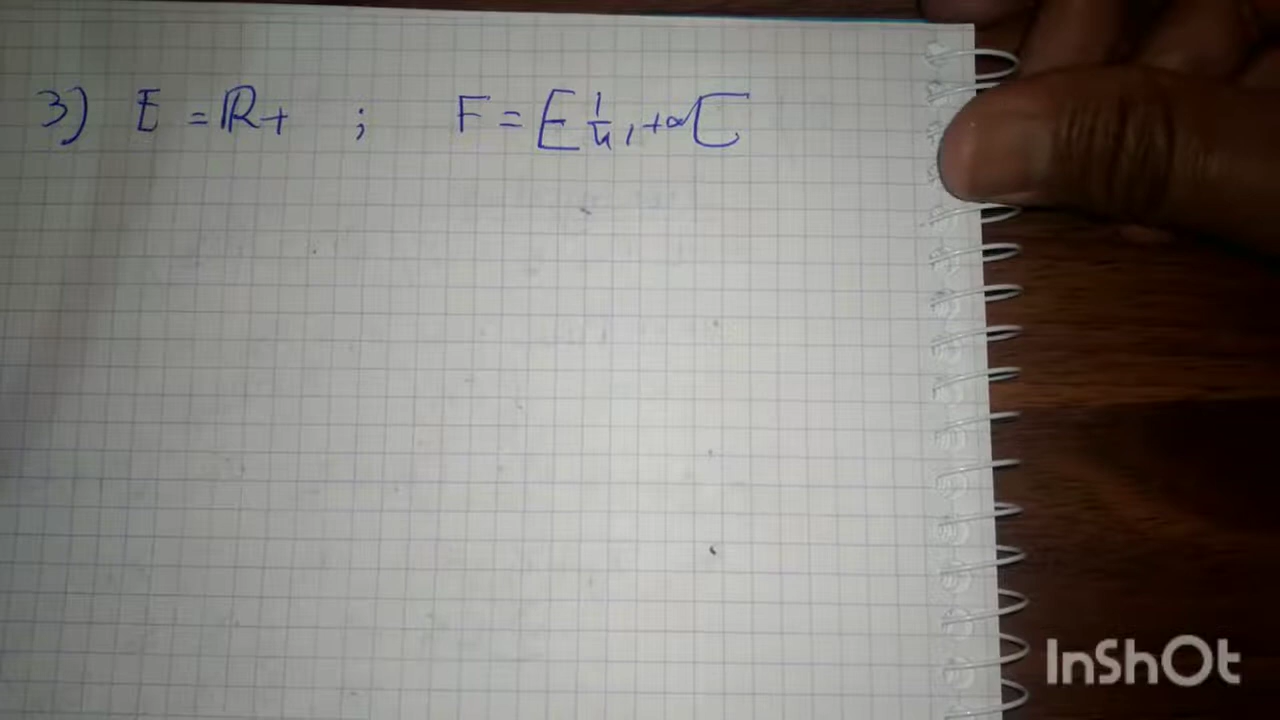 3) E = ℝ+ ; F = [1/4, +∞[
InShOt